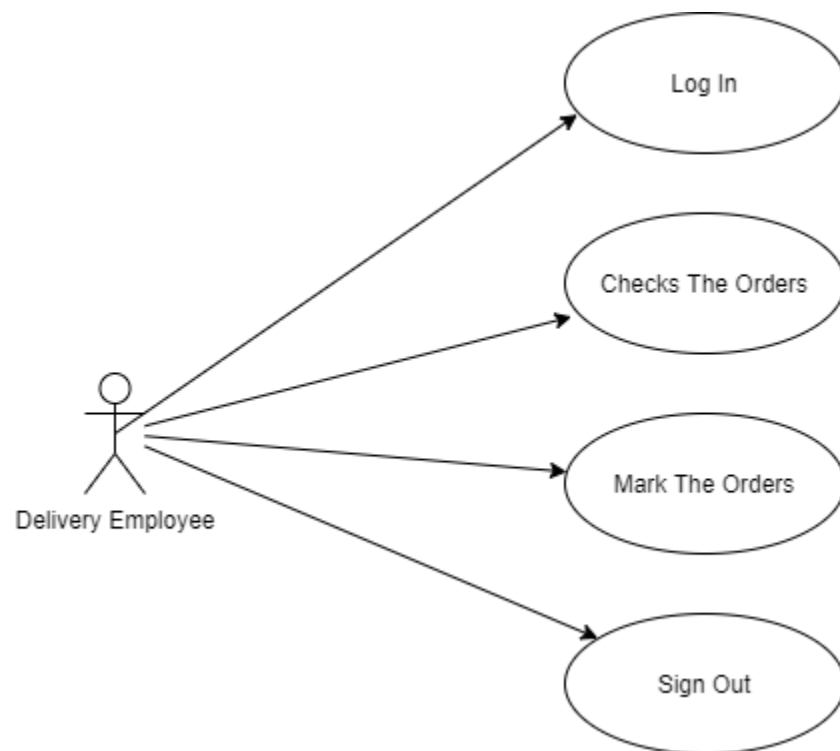 Log In
Checks The Orders
Mark The Orders
Delivery Employee
Sign Out